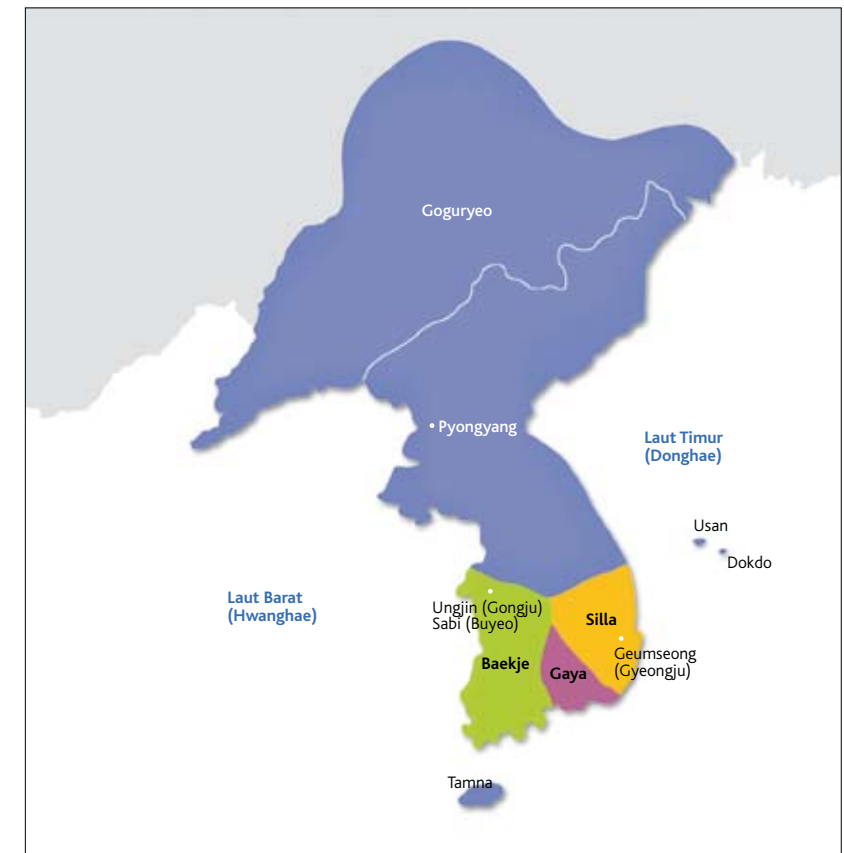 Goguryeo
Pyongyang
Laut Timur
(Donghae)
Usan
Dokdo
Laut Barat
(Hwanghae)
Ungjin (Gongju)
Sabi (Buyeo)
Silla
Geumseong
(Gyeongju)
Baekje
Gaya
Tamna